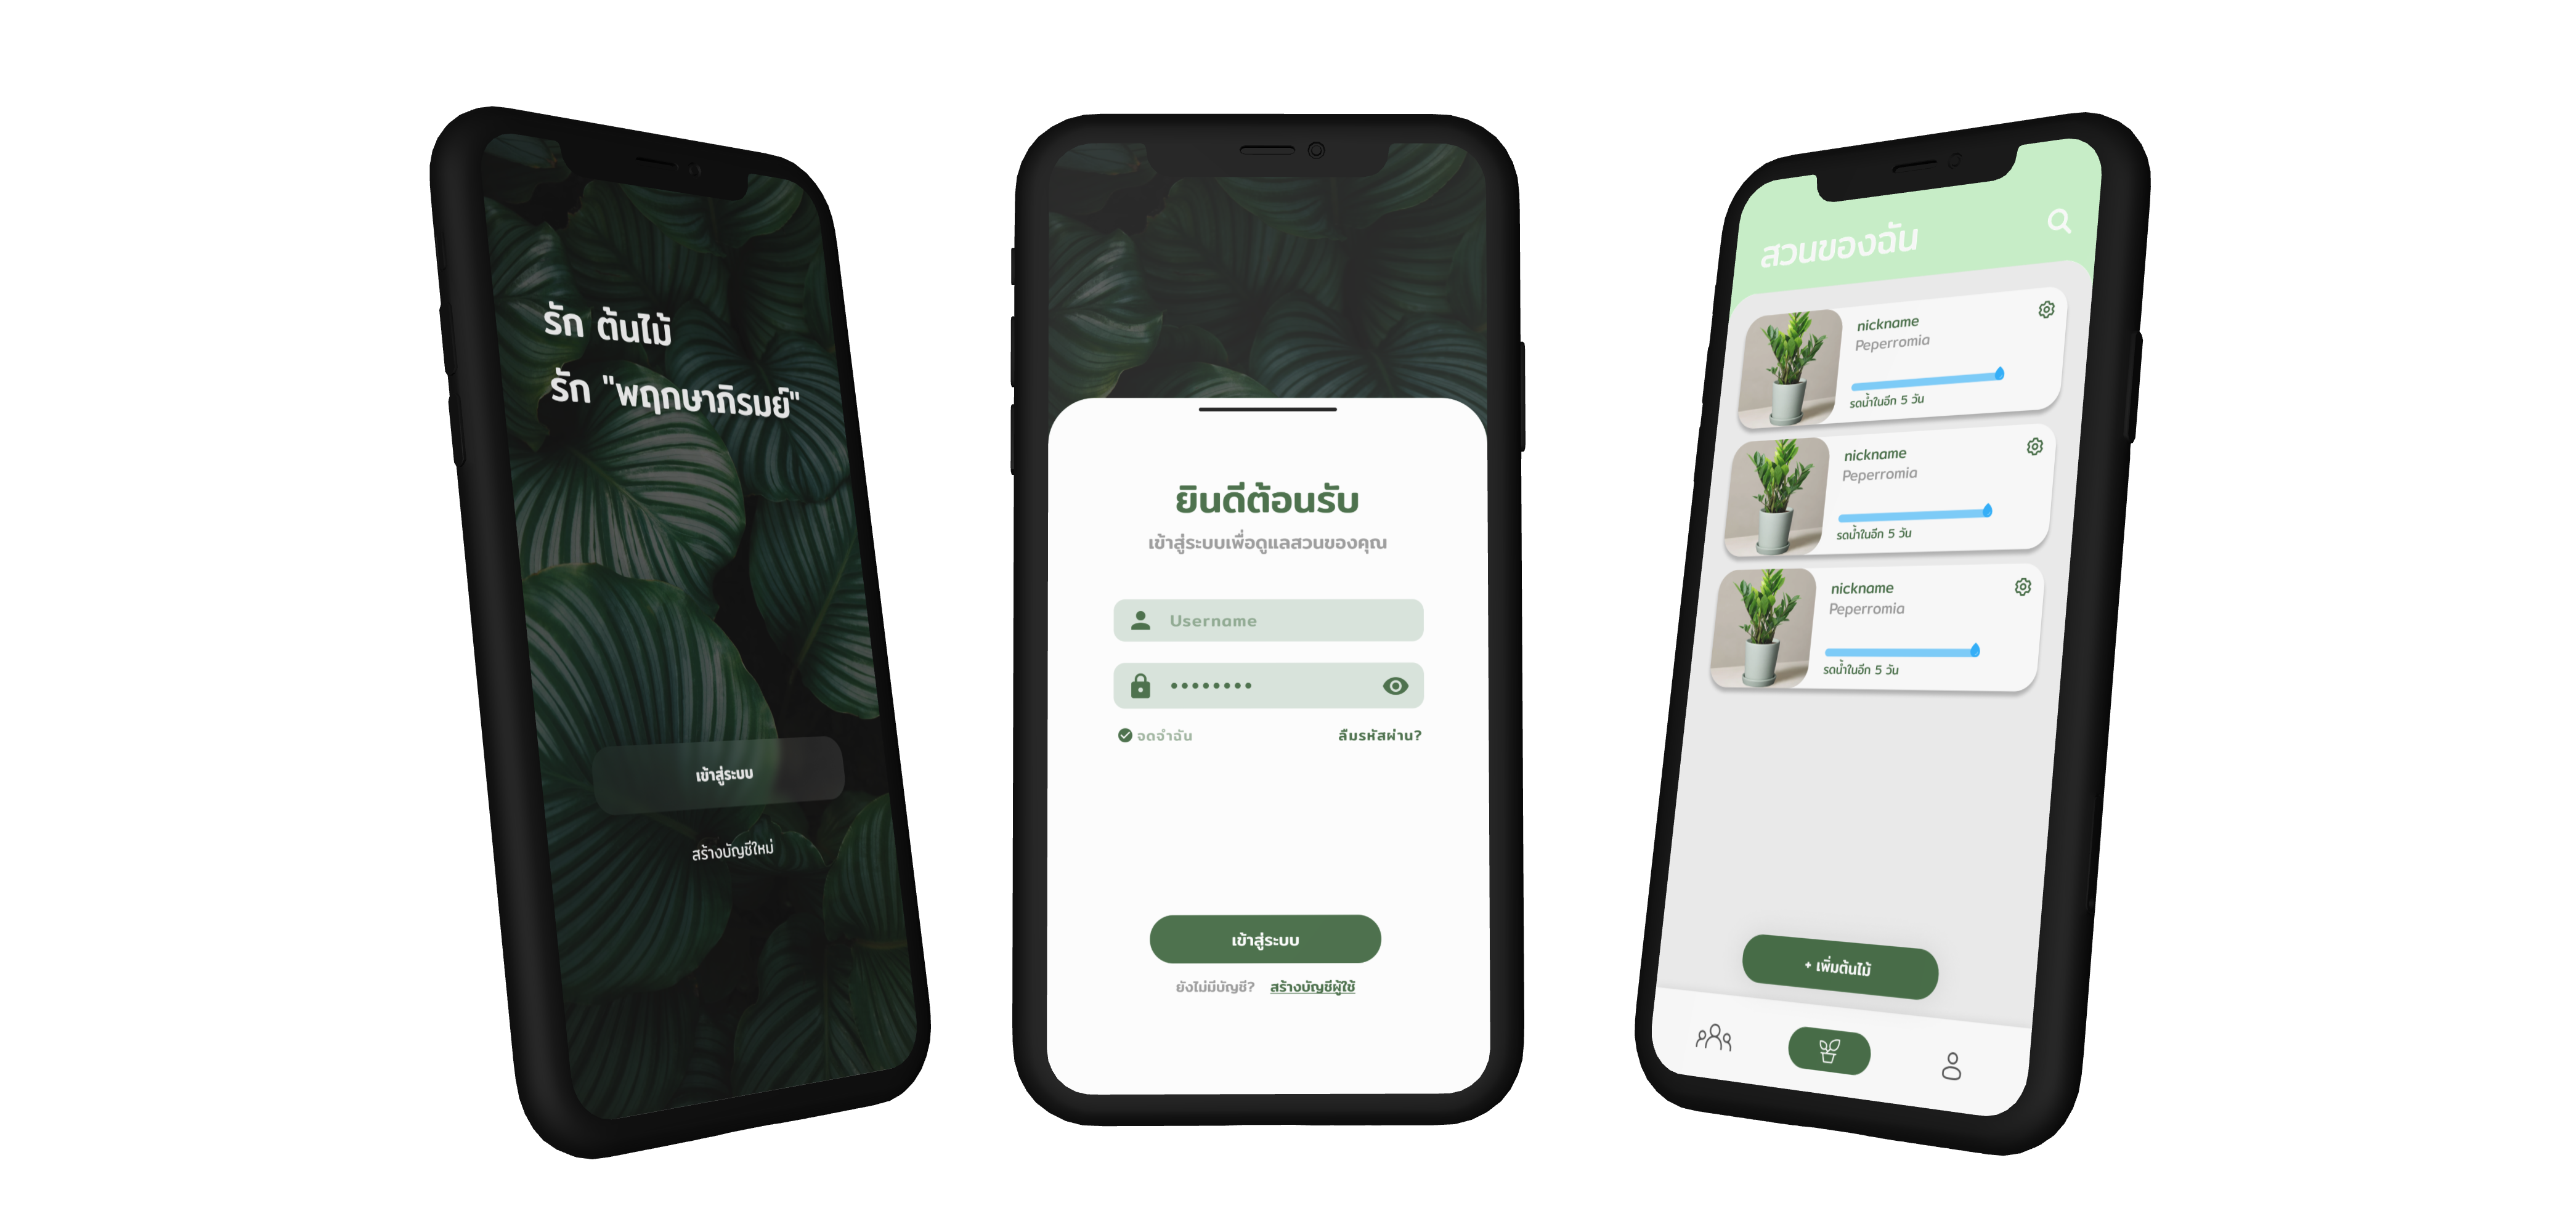 รัก ต้นไม้
รัก "พฤกษาภิรมย์"
เข้าสู่ระบบ
สร้างบัญชีใหม่
ยินดีต้อนรับ
เข้าสู่ระบบเพื่อดูแลสวนของคุณ
Username
••••••••
จดจำฉัน
ลืมรหัสผ่าน?
เข้าสู่ระบบ
ยังไม่มีบัญชี? สร้างบัญชีผู้ใช้
สวนของฉัน
nickname
Peperromia
รดน้ำในอีก 5 วัน
nickname
Peperromia
รดน้ำในอีก 5 วัน
nickname
Peperromia
รดน้ำในอีก 5 วัน
+ เพิ่มต้นไม้